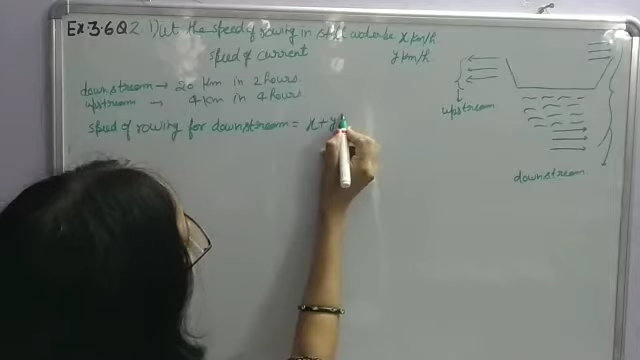 Ex:3.6 Q2. 1) Let the speed of rowing in still water be x km/h.
speed of current y km/h.
downstream → 20 km in 2 hours.
upstream → 4 km in 4 hours.
speed of rowing for downstream = x + y
upstream
downstream